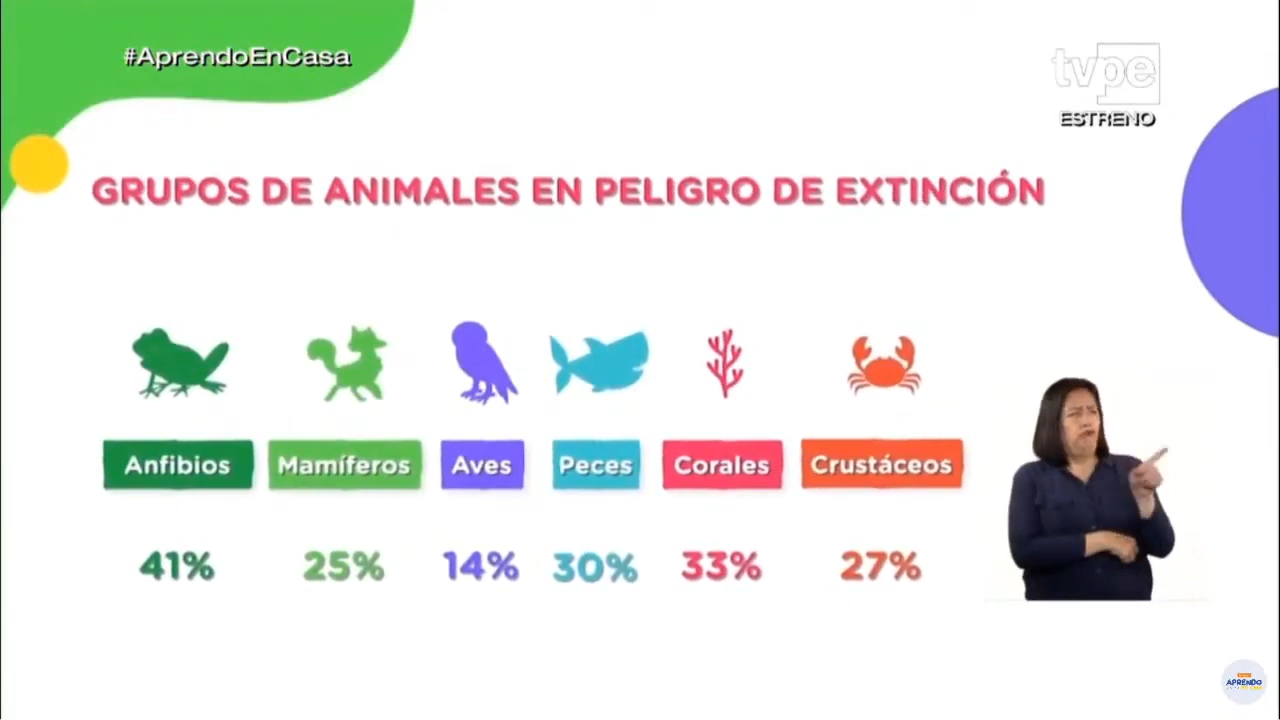 #AprendoEnCasa
tvpe
ESTRENO
GRUPOS DE ANIMALES EN PELIGRO DE EXTINCIÓN
Anfibios Mamíferos Aves Peces Corales Crustáceos
41% 25% 14% 30% 33% 27%
APRENDO